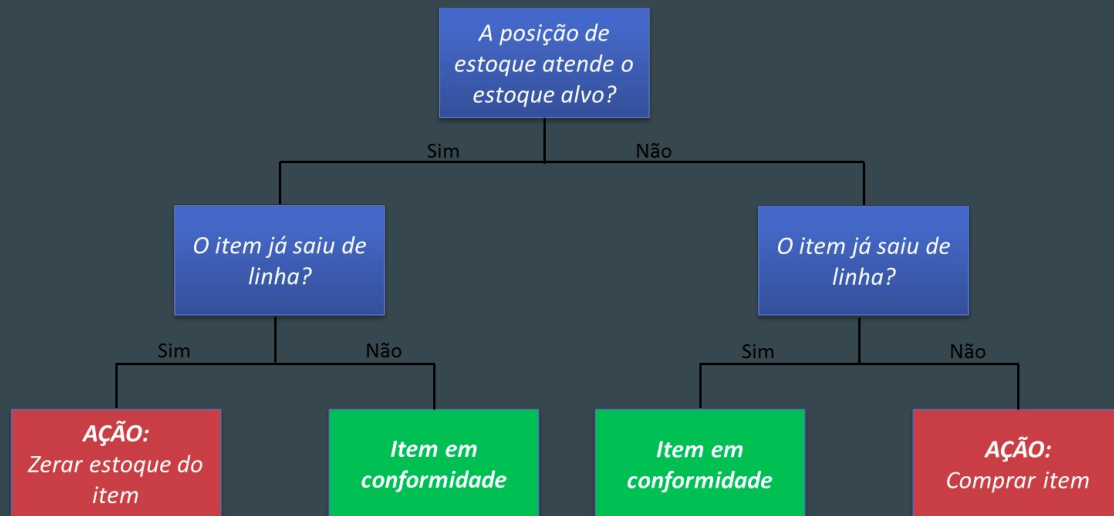 A posição de
estoque atende o
estoque alvo?
Sim
Não
O item já saiu de
linha?
O item já saiu de
linha?
Sim
Não
Sim
Não
AÇÃO:
Zerar estoque do
item
Item em
conformidade
Item em
conformidade
AÇÃO:
Comprar item